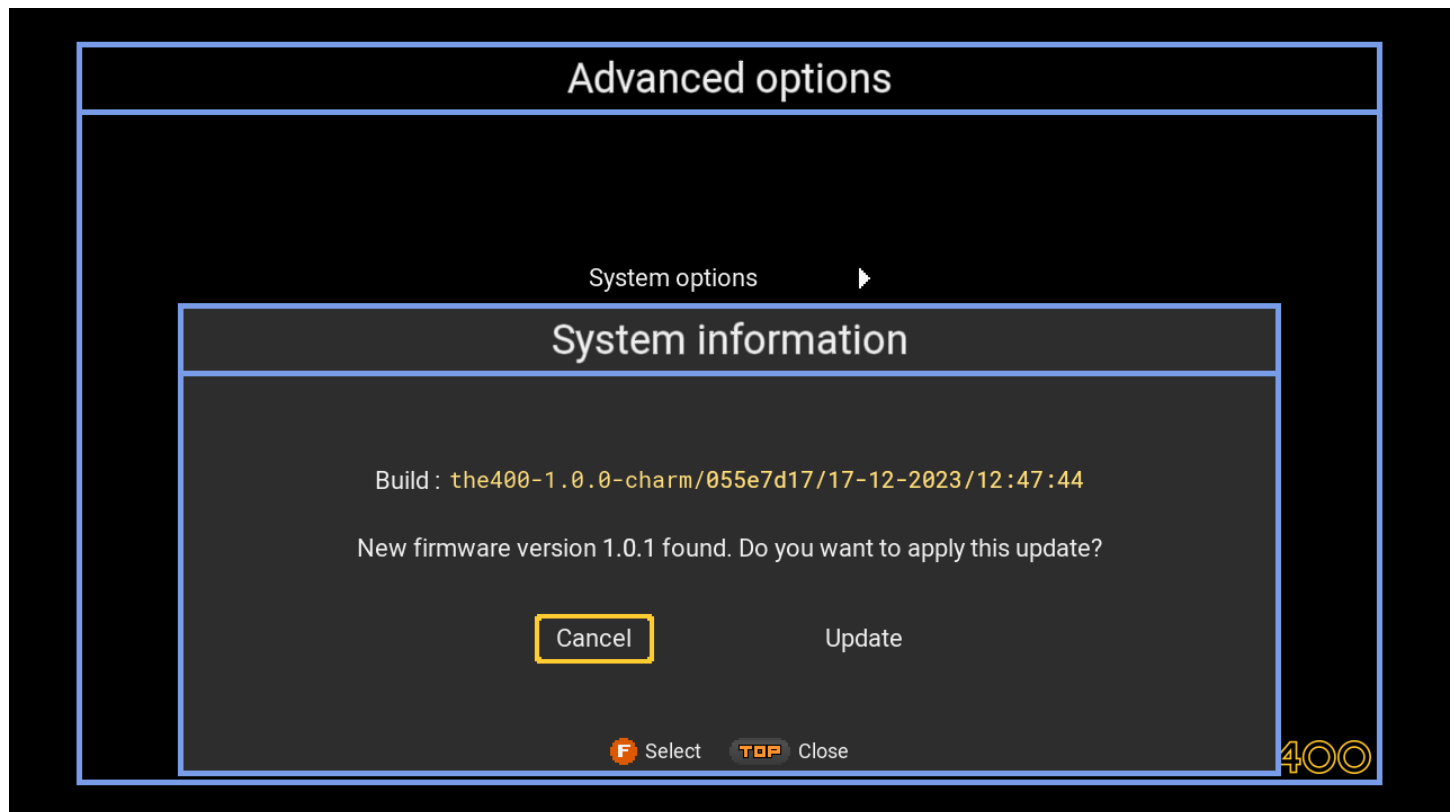 Advanced options
System options
System information
Build : the400-1.0.0-charm/055e7d17/17-12-2023/12:47:44
New firmware version 1.0.1 found. Do you want to apply this update?
Cancel Update
F Select TOP Close
400